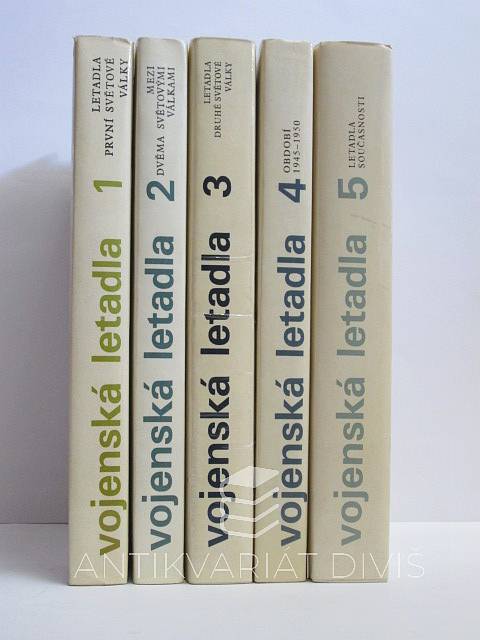 vojenská letadla 1
LETADLA
PRVNÍ SVĚTOVÉ
VÁLKY
vojenská letadla 2
MEZI
DVĚMA SVĚTOVÝMI
VÁLKAMI
vojenská letadla 3
LETADLA
DRUHÉ SVĚTOVÉ
VÁLKY
vojenská letadla 4
OBDOBÍ
1945-1950
vojenská letadla 5
LETADLA
SOUČASNOSTI
ANTIKVARIÁT DIVIŠ